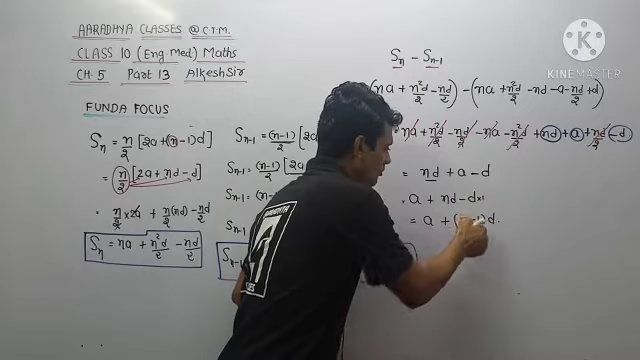 AARADHYA CLASSES @ C.T.M.
CLASS 10 (Eng Med) Maths
CH.5 Part 13 Alkesh Sir
FUNDA FOCUS
Sn = n/2 [2a+(n-1)d]
= n/2 [2a+nd-d]
= n/2 × 2a + n/2(nd) - nd/2
Sn = na + n²d/2 - nd/2
Sn-1 = (n-1)/2 [2a
Sn-1 = (n-1)/2 [2a
Sn-1 = (n-
Sn-1
Sn-1
Sn - Sn-1
(na + n²d/2 - nd/2) - (na + n²d/2 - nd - a - nd/2 + d)
= na + n²d/2 - nd/2 - na - n²d/2 + nd + a + nd/2 - d
= nd + a - d
= a + nd - d×1
= a + ( -1)d.
AARADHYA
KINEMASTER